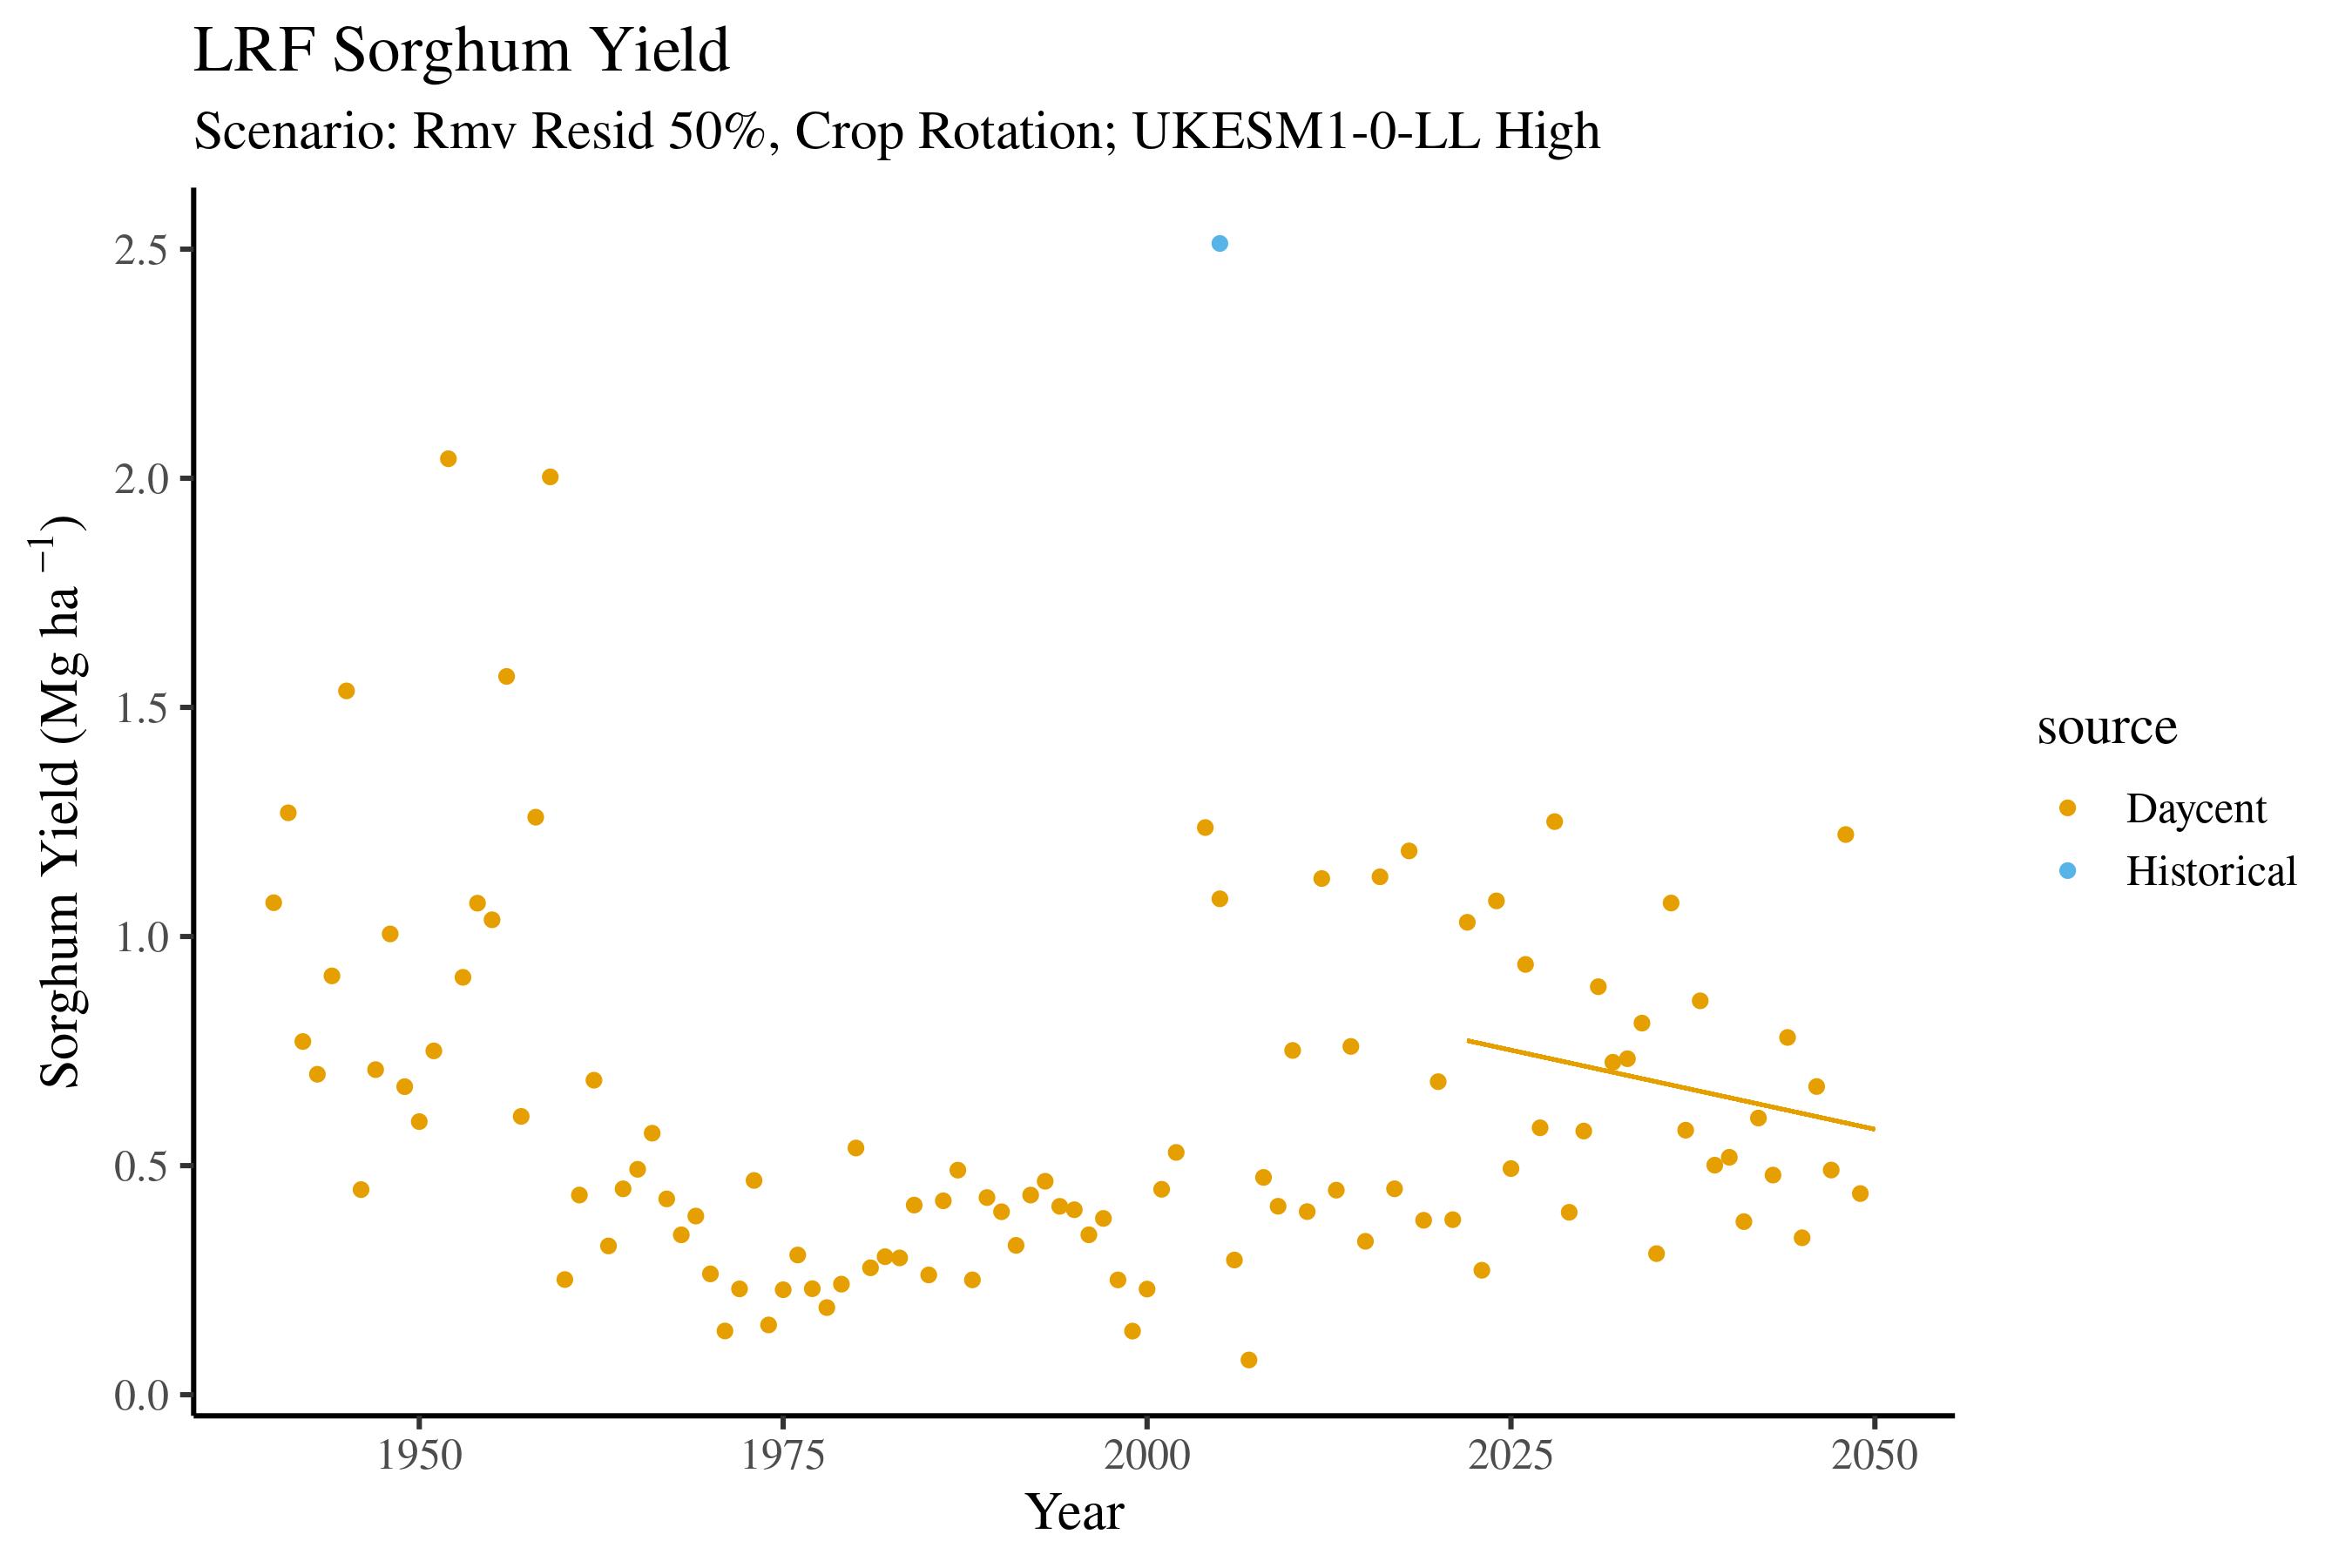 LRF Sorghum Yield
Scenario: Rmv Resid 50%, Crop Rotation; UKESM1-0-LL High
Sorghum Yield (Mg ha⁻¹)
2.5
2.0
1.5
1.0
0.5
0.0
1950 1975 2000 2025 2050
Year
source
Daycent
Historical